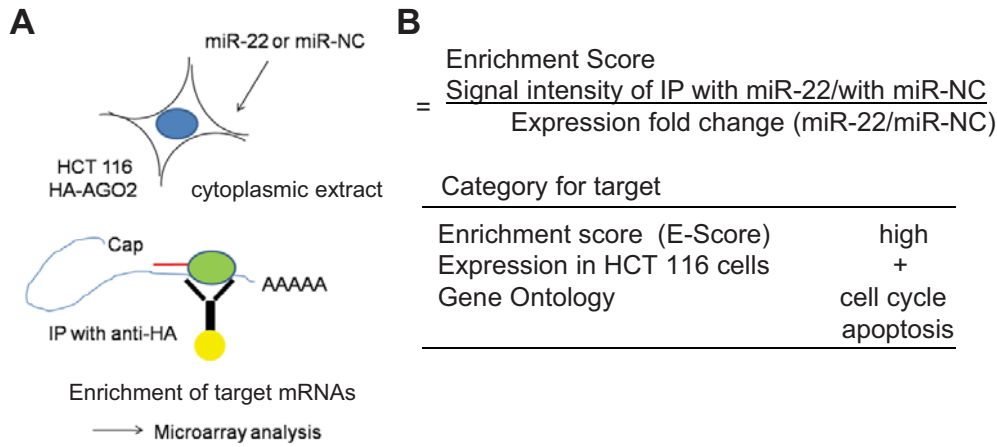 A
miR-22 or miR-NC
HCT 116
HA-AGO2
cytoplasmic extract
Cap
AAAAA
IP with anti-HA
Enrichment of target mRNAs
Microarray analysis
B
Enrichment Score
= Signal intensity of IP with miR-22/with miR-NC
Expression fold change (miR-22/miR-NC)
Category for target
Enrichment score (E-Score) high
Expression in HCT 116 cells +
Gene Ontology cell cycle
apoptosis